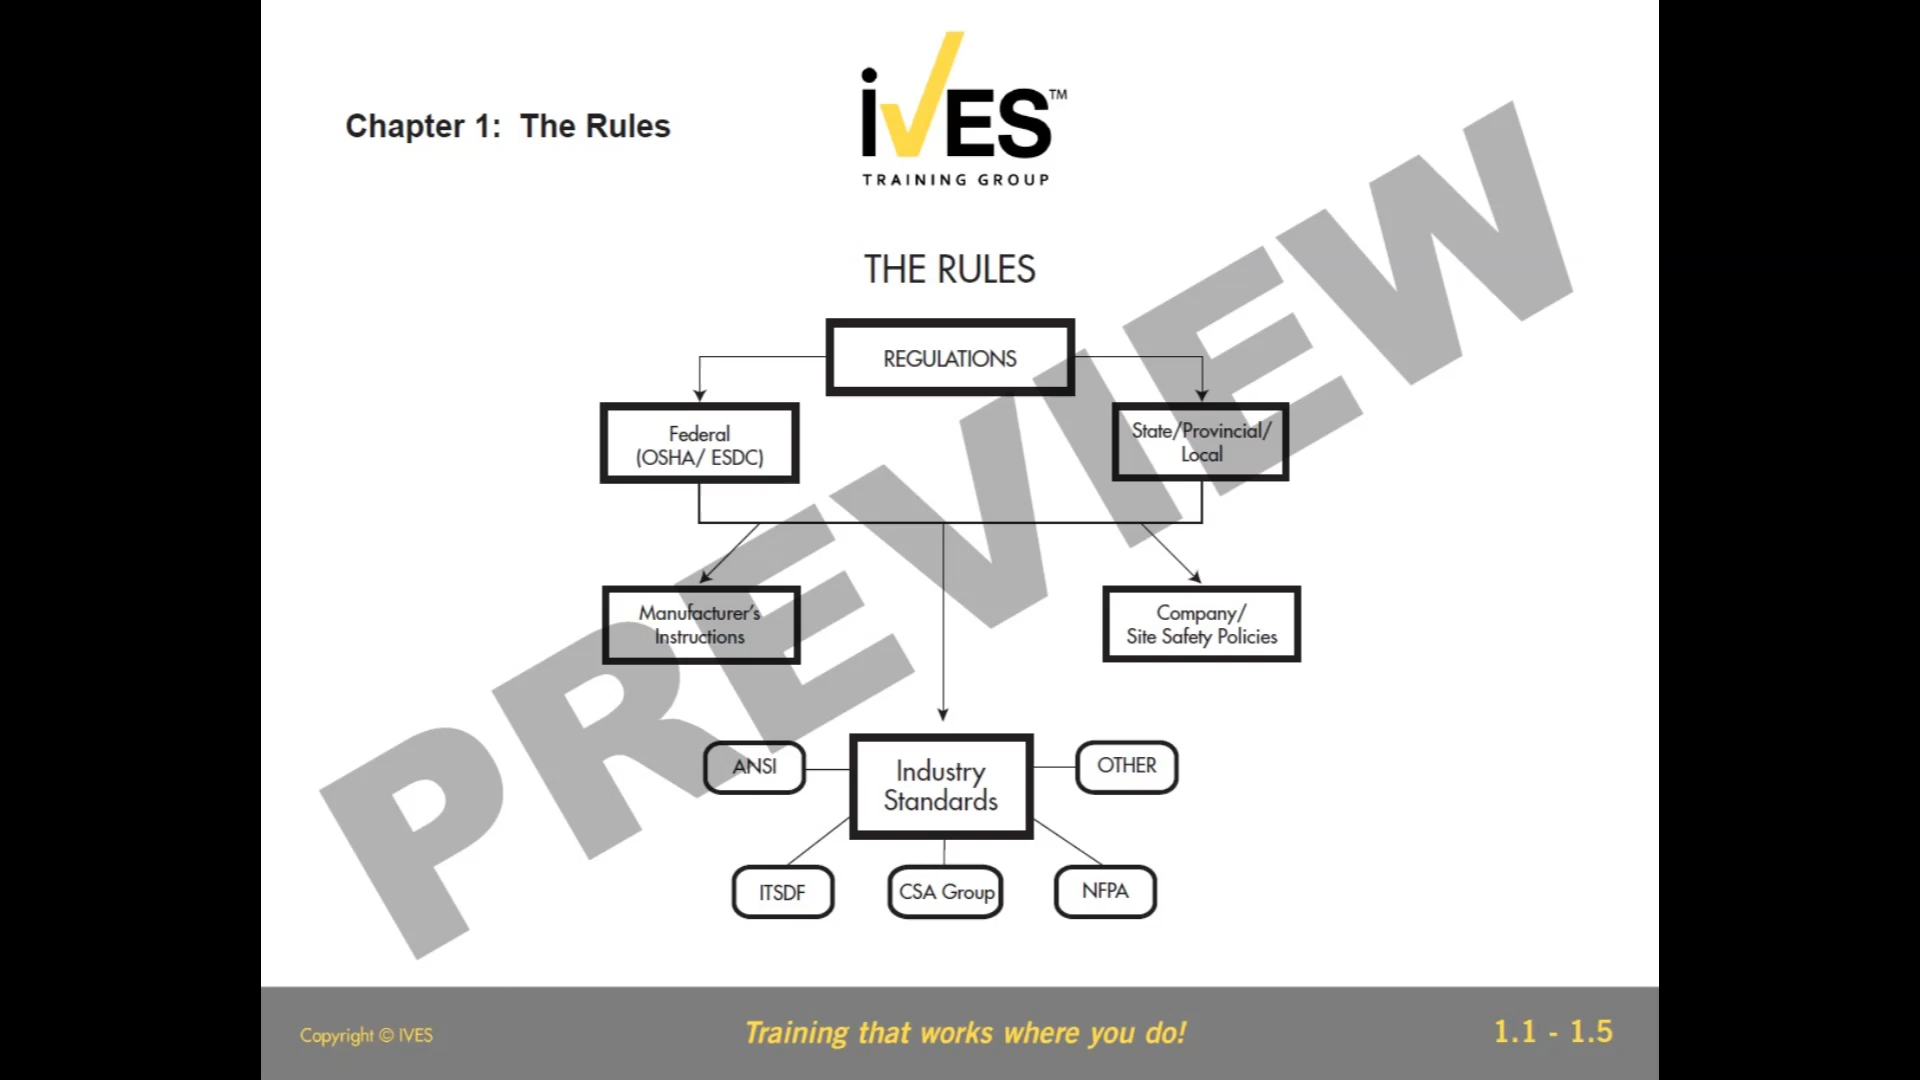 Chapter 1:  The Rules
iVES™
TRAINING GROUP
THE RULES
REGULATIONS
Federal
(OSHA/ ESDC)
State/Provincial/
Local
Manufacturer's
Instructions
Company/
Site Safety Policies
PREVIEW
ANSI
Industry
Standards
OTHER
ITSDF
CSA Group
NFPA
Copyright © IVES
Training that works where you do!
1.1 - 1.5